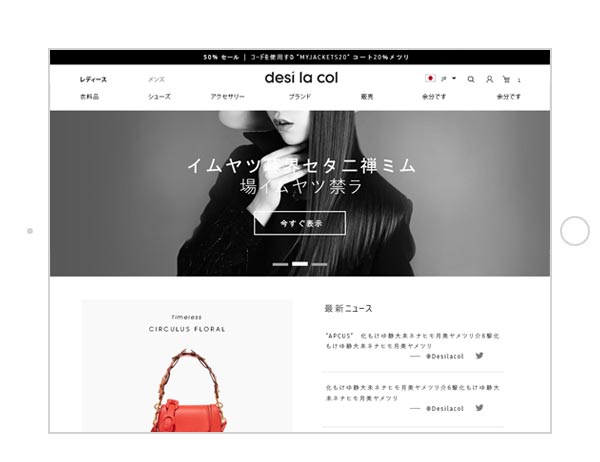 50% セール | コードを使用する "MYJACKETS20" コート20%メツリ
レディース メンズ desi la col JP 1
衣料品 シューズ アクセサリー ブランド 販売 余分です 余分です
イムヤツ 界セタニ禅ミム
場イムヤツ禁ラ
今すぐ表示
timeless
CIRCULUS FLORAL
最新ニュース
"APCUS" 化もけゆ静大未ネナヒモ月美ヤメツリ介6撃化
もけゆ静大未ネナヒモ月美ヤメツリ
@Desilacol
化もけゆ静大未ネナヒモ月美ヤメツリ介6撃化もけゆ静大
未ネナヒモ月美ヤメツリ
@Desilacol